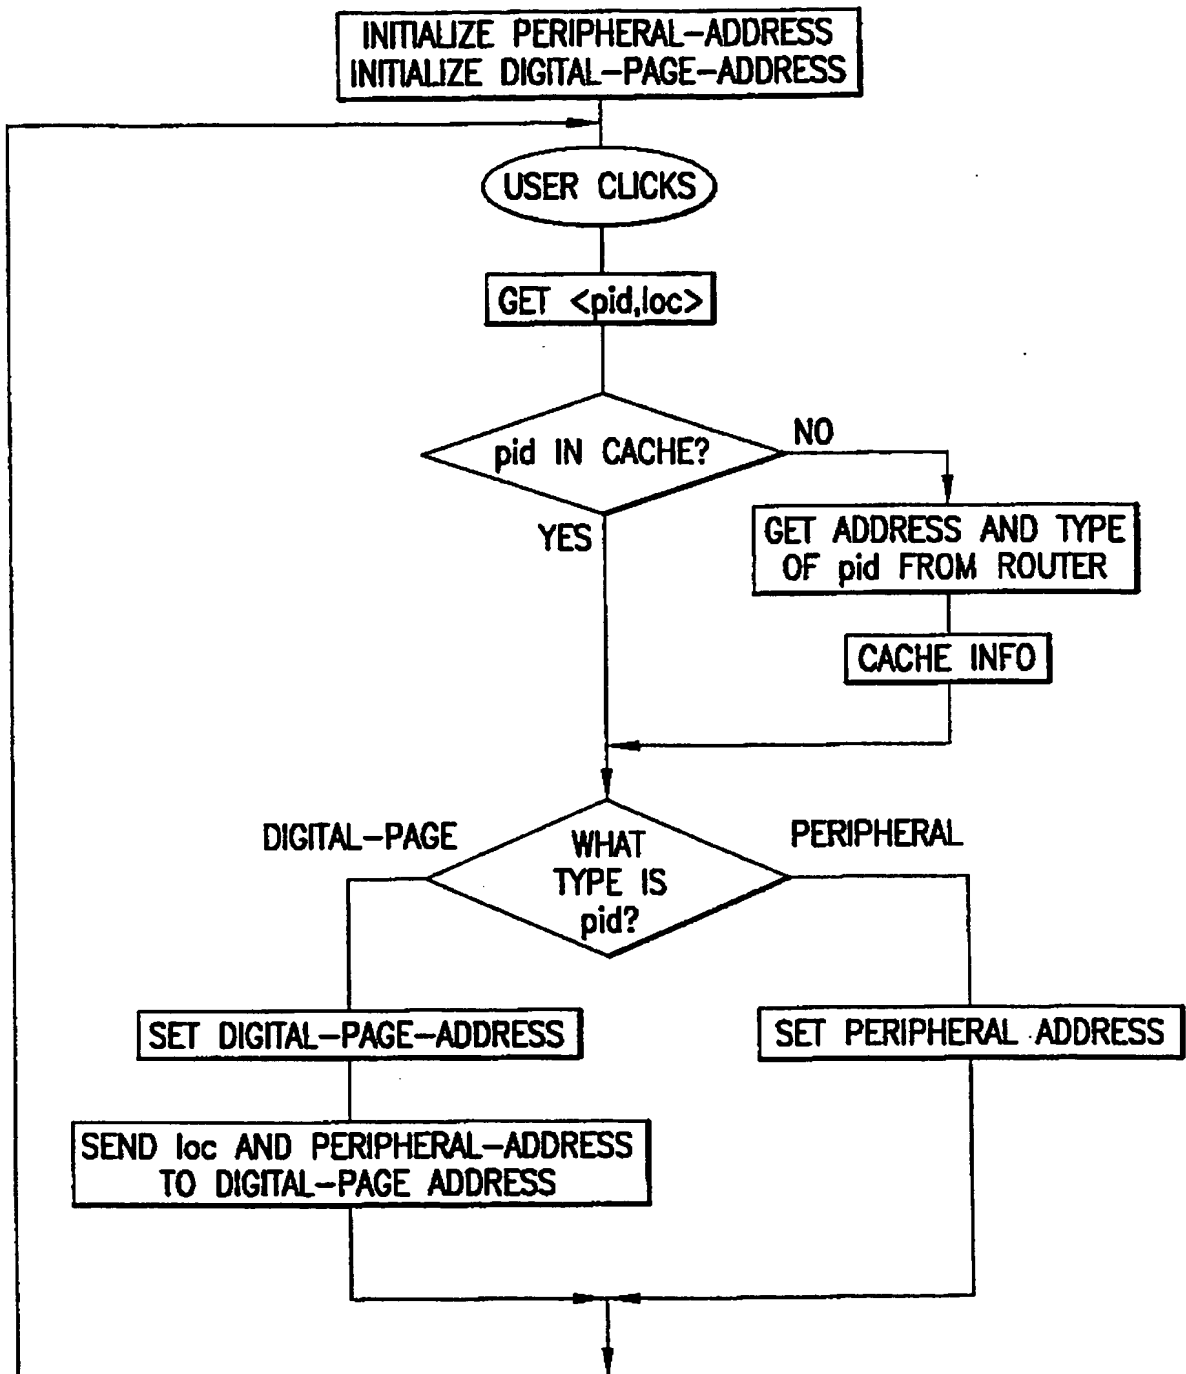 INITIALIZE PERIPHERAL-ADDRESS
INITIALIZE DIGITAL-PAGE-ADDRESS
USER CLICKS
GET <pid,loc>
pid IN CACHE?
NO
YES
GET ADDRESS AND TYPE
OF pid FROM ROUTER
CACHE INFO
DIGITAL-PAGE
WHAT
TYPE IS
pid?
PERIPHERAL
SET DIGITAL-PAGE-ADDRESS
SET PERIPHERAL ADDRESS
SEND loc AND PERIPHERAL-ADDRESS
TO DIGITAL-PAGE ADDRESS